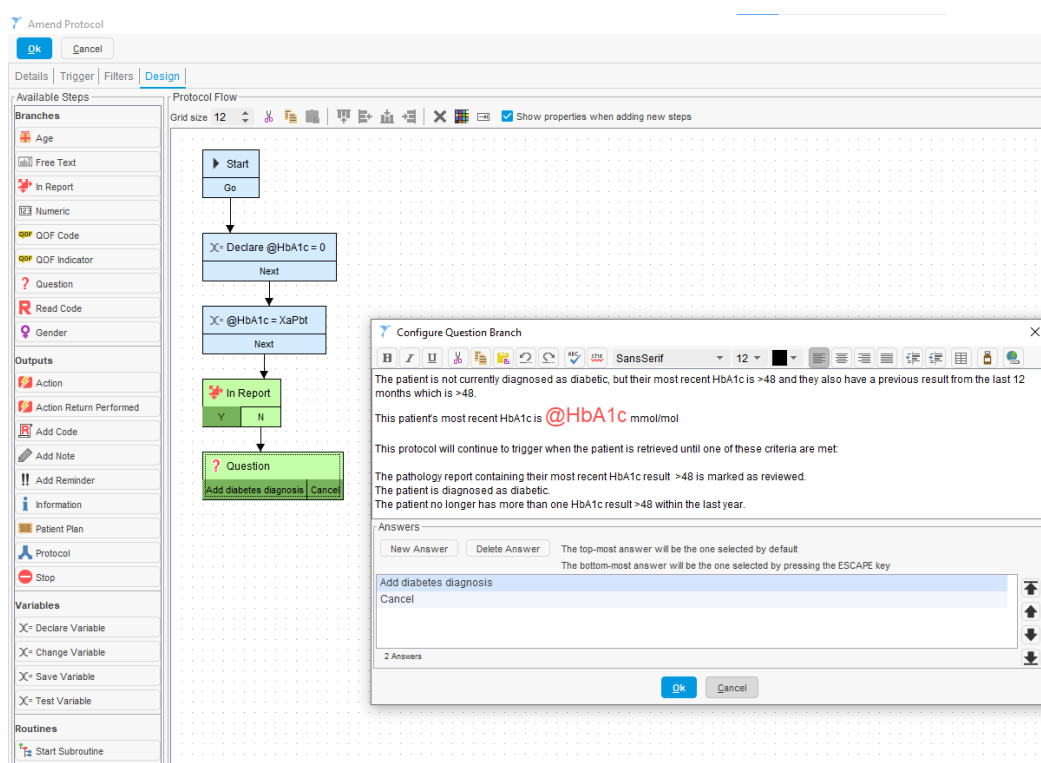 Amend Protocol
Ok
Cancel
Details
Trigger
Filters
Design
Available Steps
Branches
Age
Free Text
In Report
Numeric
QOF Code
QOF Indicator
Question
Read Code
Gender
Outputs
Action
Action Return Performed
Add Code
Add Note
Add Reminder
Information
Patient Plan
Protocol
Stop
Variables
Declare Variable
Change Variable
Save Variable
Test Variable
Routines
Start Subroutine
Protocol Flow
Grid size 12
Show properties when adding new steps
Start
Go
X= Declare @HbA1c = 0
Next
X= @HbA1c = XaPbt
Next
In Report
Y N
? Question
Add diabetes diagnosis Cancel
Configure Question Branch
B I U ABC SansSerif 12
The patient is not currently diagnosed as diabetic, but their most recent HbA1c is >48 and they also have a previous result from the last 12
months which is >48.
This patient's most recent HbA1c is @HbA1c mmol/mol
This protocol will continue to trigger when the patient is retrieved until one of these criteria are met:
The pathology report containing their most recent HbA1c result >48 is marked as reviewed.
The patient is diagnosed as diabetic.
The patient no longer has more than one HbA1c result >48 within the last year.
Answers
New Answer
Delete Answer
The top-most answer will be the one selected by default
The bottom-most answer will be the one selected by pressing the ESCAPE key
Add diabetes diagnosis
Cancel
2 Answers
Ok
Cancel